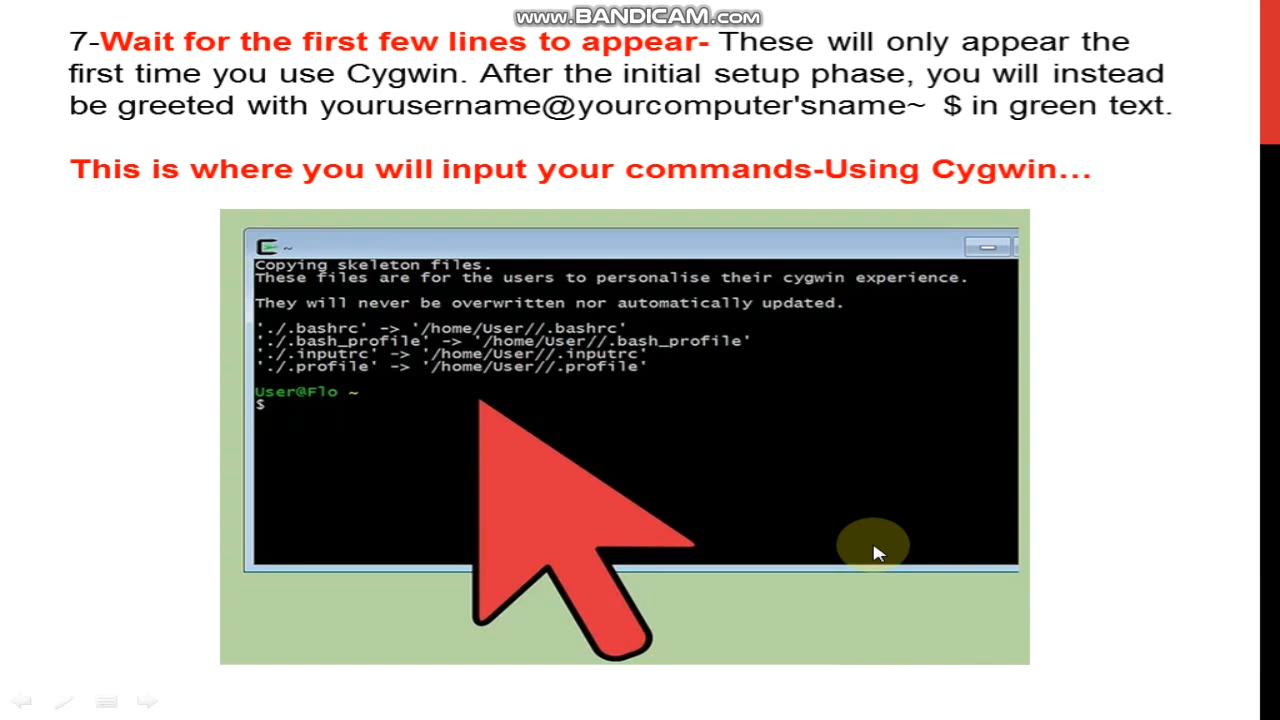 www.BANDICAM.com
7-Wait for the first few lines to appear- These will only appear the
first time you use Cygwin. After the initial setup phase, you will instead
be greeted with yourusername@yourcomputer'sname~ $ in green text.
This is where you will input your commands-Using Cygwin...
~
Copying skeleton files.
These files are for the users to personalise their cygwin experience.
They will never be overwritten nor automatically updated.
'./.bashrc' -> '/home/User//.bashrc'
'./.bash_profile' -> '/home/User//.bash_profile'
'./.inputrc' -> '/home/User//.inputrc'
'./.profile' -> '/home/User//.profile'
User@Flo ~
$